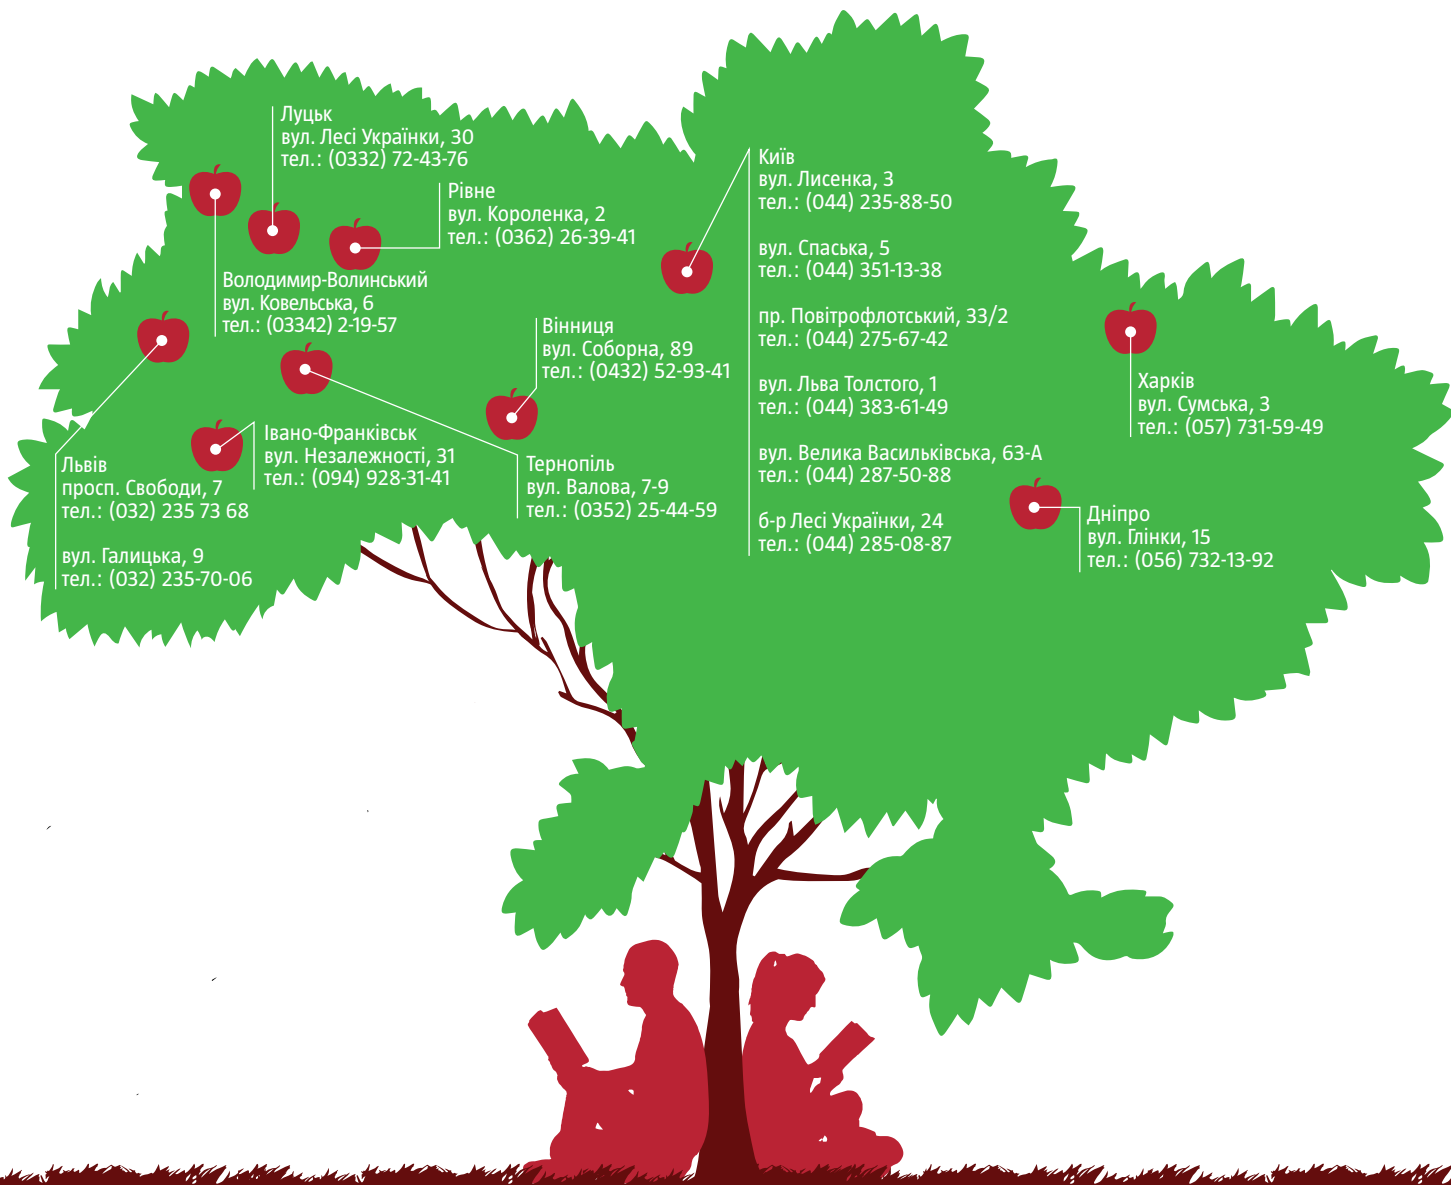 Луцьк
вул. Лесі Українки, 30
тел.: (0332) 72-43-76
Рівне
вул. Короленка, 2
тел.: (0362) 26-39-41
Володимир-Волинський
вул. Ковельська, 6
тел.: (03342) 2-19-57
Вінниця
вул. Соборна, 89
тел.: (0432) 52-93-41
Івано-Франківськ
вул. Незалежності, 31
тел.: (094) 928-31-41
Львів
просп. Свободи, 7
тел.: (032) 235 73 68
вул. Галицька, 9
тел.: (032) 235-70-06
Тернопіль
вул. Валова, 7-9
тел.: (0352) 25-44-59
Київ
вул. Лисенка, 3
тел.: (044) 235-88-50
вул. Спаська, 5
тел.: (044) 351-13-38
пр. Повітрофлотський, 33/2
тел.: (044) 275-67-42
вул. Льва Толстого, 1
тел.: (044) 383-61-49
вул. Велика Васильківська, 63-А
тел.: (044) 287-50-88
б-р Лесі Українки, 24
тел.: (044) 285-08-87
Харків
вул. Сумська, 3
тел.: (057) 731-59-49
Дніпро
вул. Глінки, 15
тел.: (056) 732-13-92